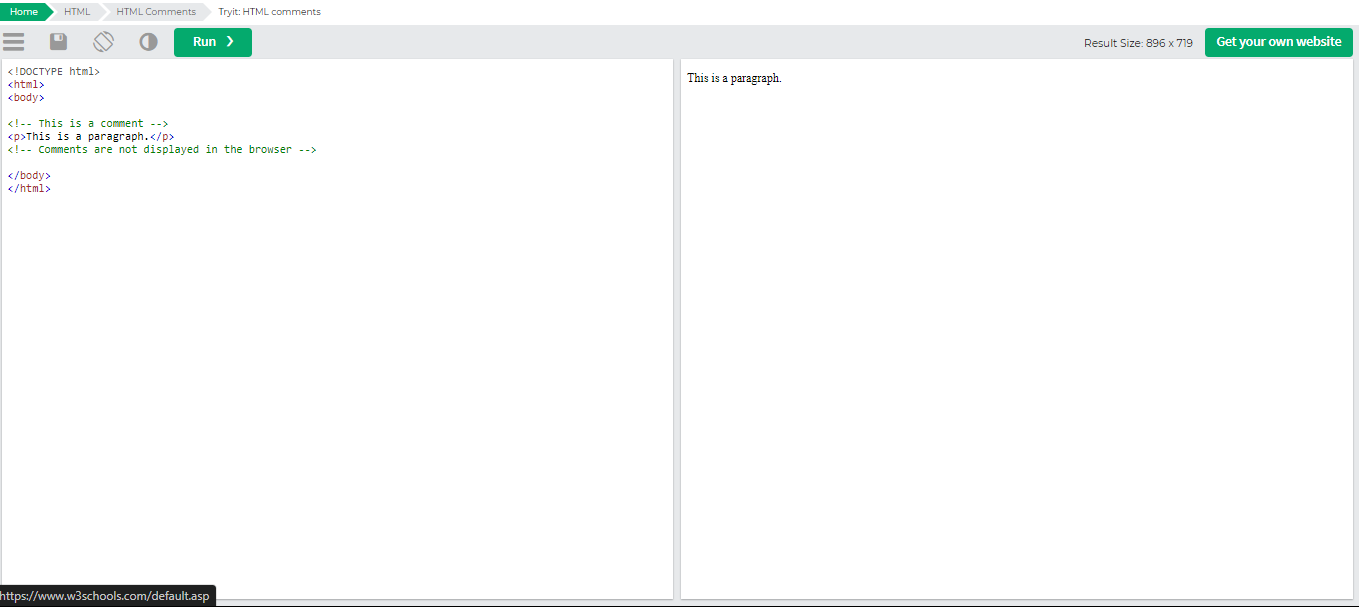 Home HTML HTML Comments Tryit: HTML comments
Run ❯ Result Size: 896 x 719 Get your own website
<!DOCTYPE html>
<html>
<body>
<!-- This is a comment -->
<p>This is a paragraph.</p>
<!-- Comments are not displayed in the browser -->
</body>
</html>
This is a paragraph.
https://www.w3schools.com/default.asp